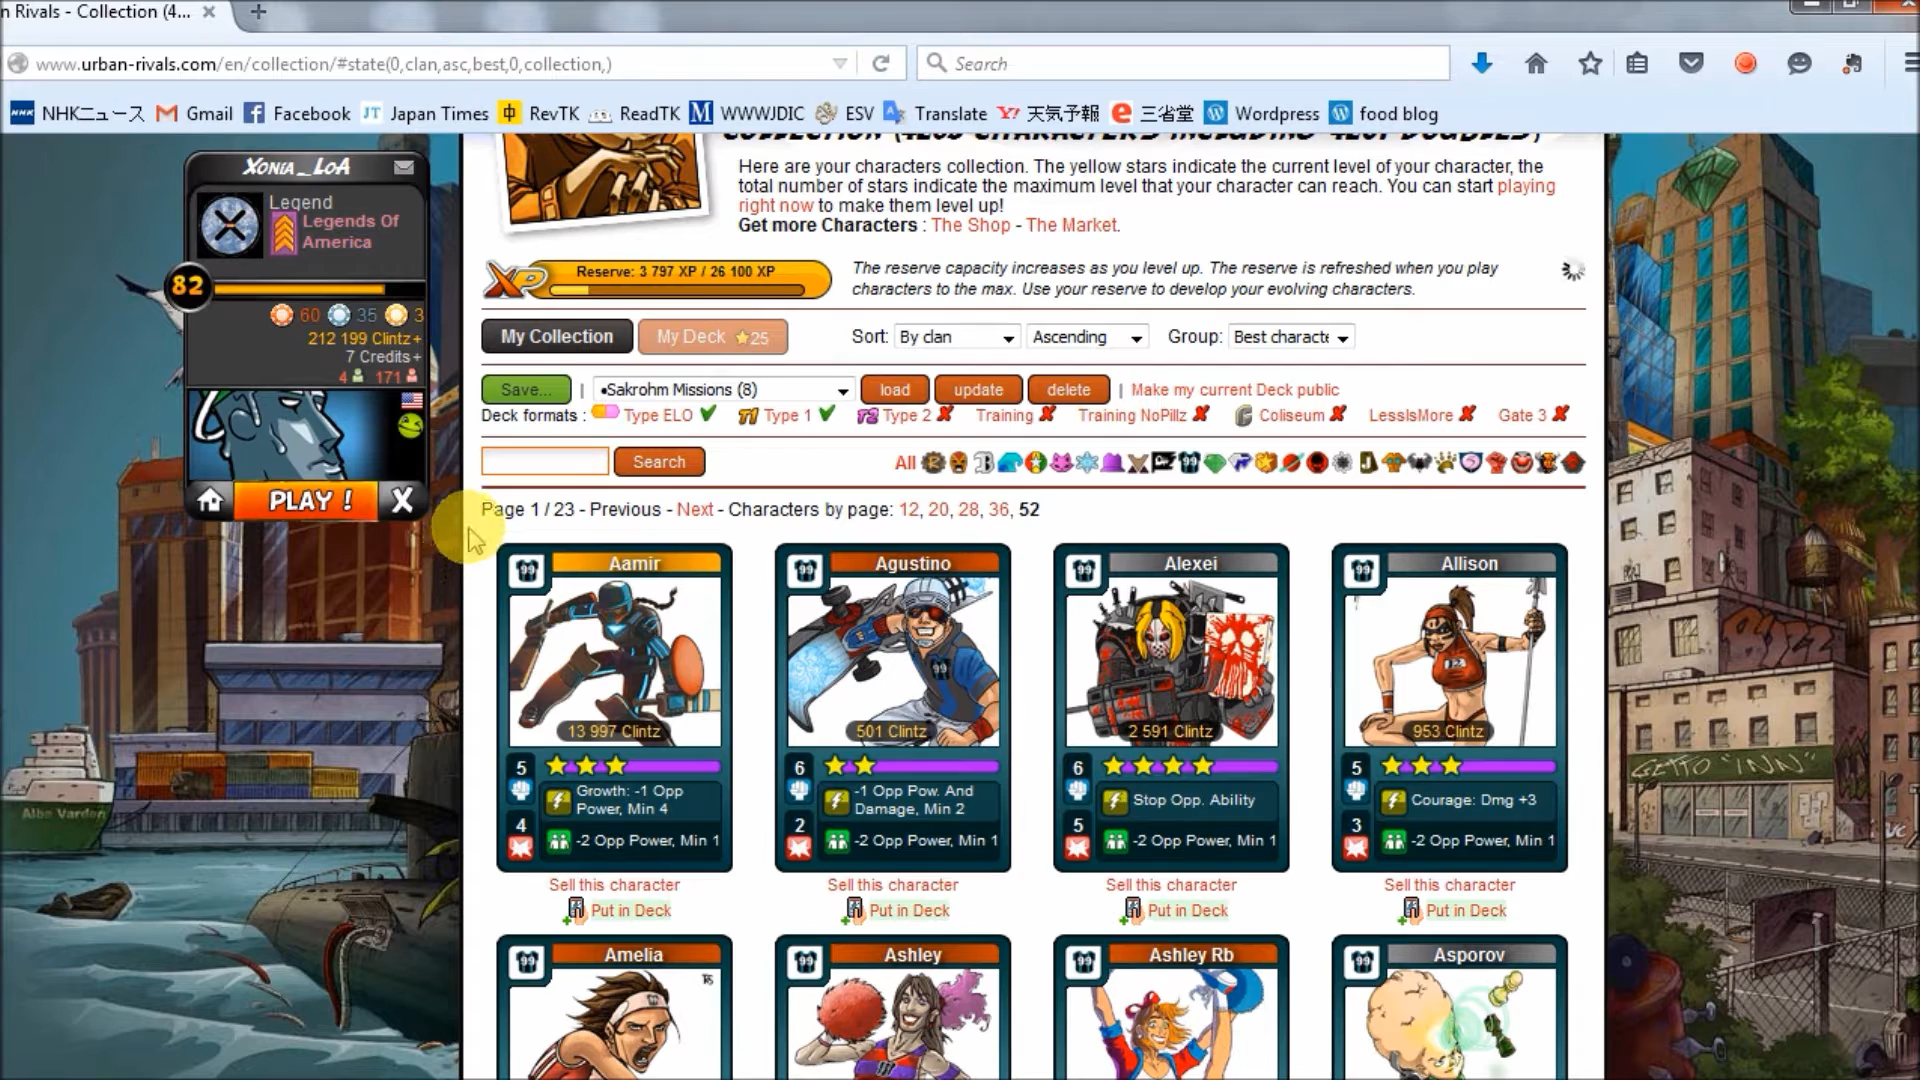 n Rivals - Collection (4...
www.urban-rivals.com/en/collection/#state(0,clan,asc,best,0,collection,)
Search
NHKニュース Gmail Facebook JT Japan Times 中 RevTK ReadTK M WWWJDIC ESV Translate Y! 天気予報 e 三省堂 Wordpress food blog
Xonia_LoA
Legend
Legends Of
America
82
60 35 3
212 199 Clintz+
7 Credits+
4 171
PLAY !
COLLECTION (4260 CHARACTERS INCLUDING 4201 DOUBLES)
Here are your characters collection. The yellow stars indicate the current level of your character, the
total number of stars indicate the maximum level that your character can reach. You can start playing
right now to make them level up!
Get more Characters : The Shop - The Market.
XP Reserve: 3 797 XP / 26 100 XP
The reserve capacity increases as you level up. The reserve is refreshed when you play
characters to the max. Use your reserve to develop your evolving characters.
My Collection My Deck 25 Sort: By clan Ascending Group: Best characte
Save... | •Sakrohm Missions (8) load update delete | Make my current Deck public
Deck formats : Type ELO T1 Type 1 T2 Type 2 Training Training NoPillz Coliseum LessIsMore Gate 3
Search All
Page 1 / 23 - Previous - Next - Characters by page: 12, 20, 28, 36, 52
Aamir
13 997 Clintz
5
Growth: -1 Opp
Power, Min 4
4
-2 Opp Power, Min 1
Sell this character
Put in Deck
Agustino
501 Clintz
6
-1 Opp Pow. And
Damage, Min 2
2
-2 Opp Power, Min 1
Sell this character
Put in Deck
Alexei
2 591 Clintz
6
Stop Opp. Ability
5
-2 Opp Power, Min 1
Sell this character
Put in Deck
Allison
953 Clintz
5
Courage: Dmg +3
3
-2 Opp Power, Min 1
Sell this character
Put in Deck
Amelia
Ashley
Ashley Rb
Asporov
Alba Varden
GHETTO "INN"